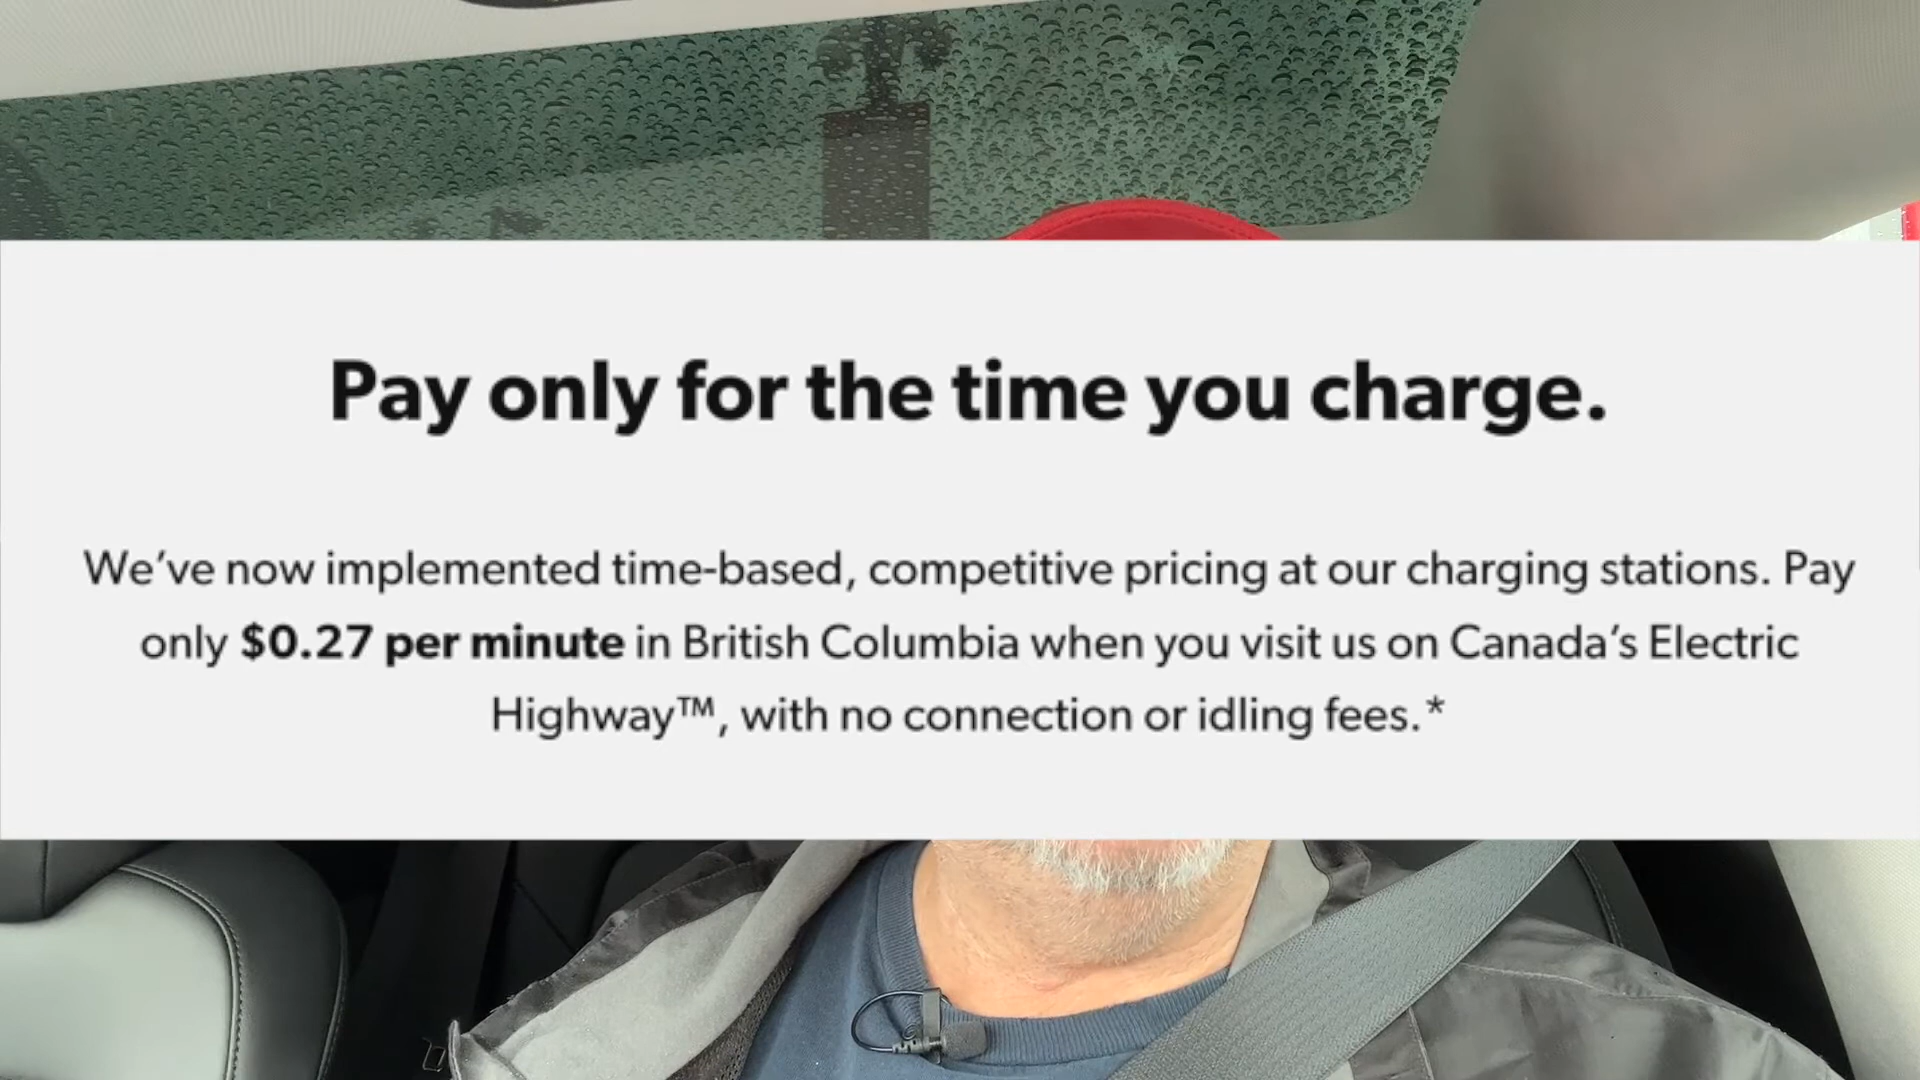 Pay only for the time you charge.
We’ve now implemented time-based, competitive pricing at our charging stations. Pay
only $0.27 per minute in British Columbia when you visit us on Canada’s Electric
Highway™, with no connection or idling fees.*